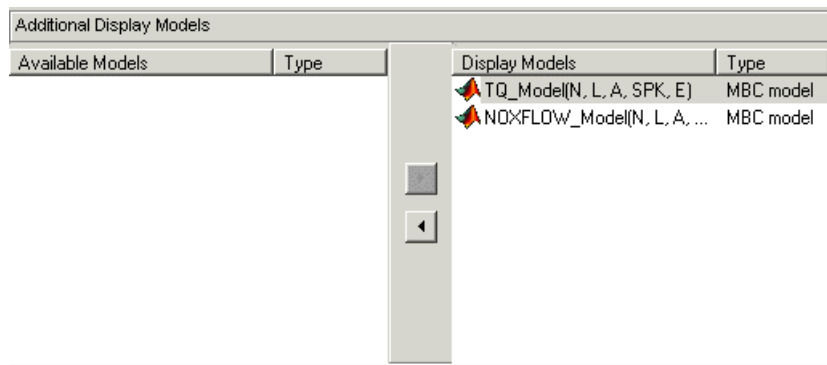 Additional Display Models
Available Models Type Display Models Type
TQ_Model(N, L, A, SPK, E) MBC model
NOXFLOW_Model(N, L, A, ... MBC model